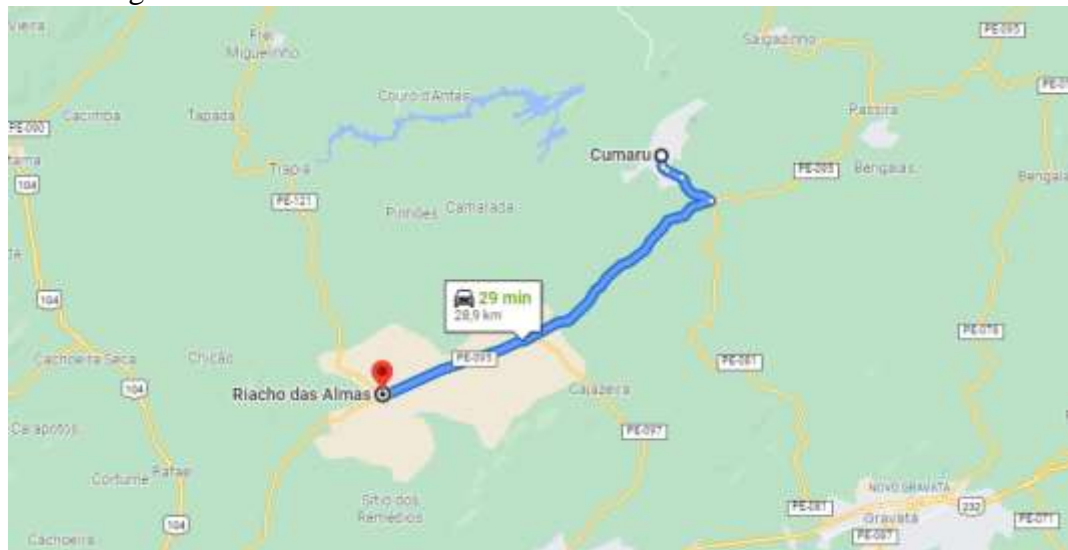 Vieira
Frei
Miguelinho
Salgadinho
PE-095
Couro d'Antas
Cacimba
Tapada
Passira
PE-090
Cumaru
104
Trapiá
PE-095
Bengalas
PE-121
Pinhões
Camarada
104
29 min
28,9 km
PE-095
Cachoeira Seca
Chicão
104
Riacho das Almas
Cajazeira
PE-081
PE-078
PE-097
Carapotós
Cortume
Rafael
Sítio dos
Remédios
104
Cachoeira
NOVO GRAVATÁ
232
PE-081
Gravatá
PE-087
PE-071